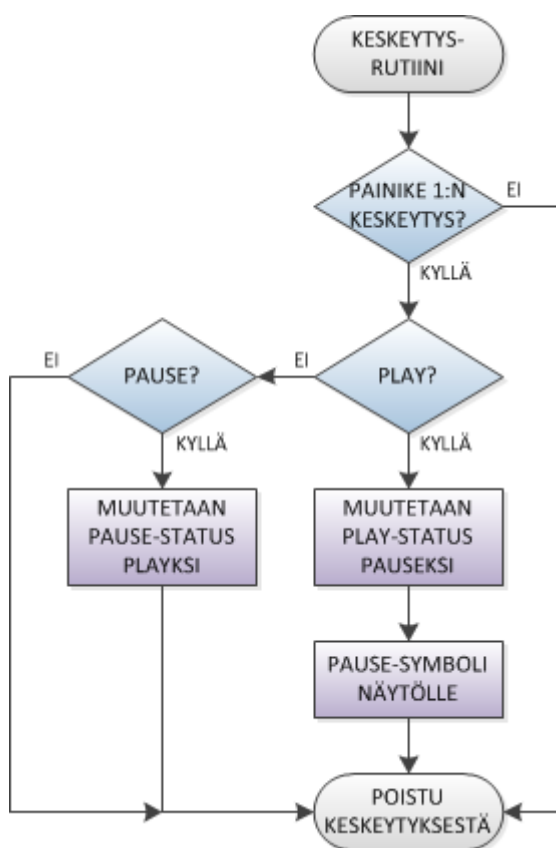 KESKEYTYS-
RUTIINI
PAINIKE 1:N
KESKEYTYS?
EI
KYLLÄ
PLAY?
EI
PAUSE?
EI
KYLLÄ
KYLLÄ
MUUTETAAN
PAUSE-STATUS
PLAYKSI
MUUTETAAN
PLAY-STATUS
PAUSEKSI
PAUSE-SYMBOLI
NÄYTÖLLE
POISTU
KESKEYTYKSESTÄ